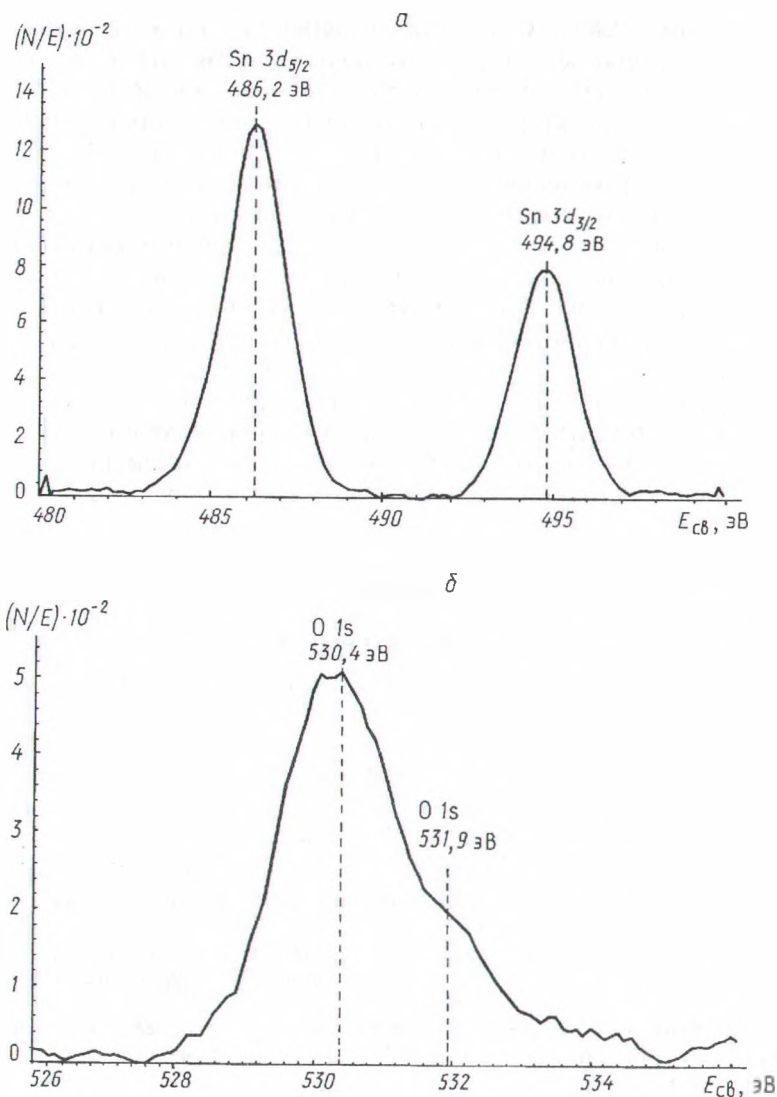 а
(N/E)·10⁻²
Sn 3d₅/₂
486,2 эВ
Sn 3d₃/₂
494,8 эВ
14
12
10
8
6
4
2
0
480 485 490 495 Eсв, эВ
б
(N/E)·10⁻²
O 1s
530,4 эВ
O 1s
531,9 эВ
5
4
3
2
1
0
526 528 530 532 534 Eсв, эВ